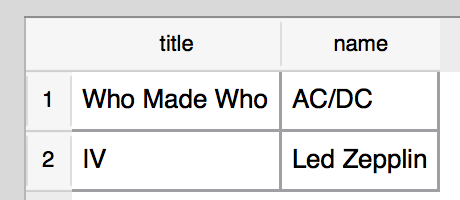 title name
1 Who Made Who AC/DC
2 IV Led Zepplin